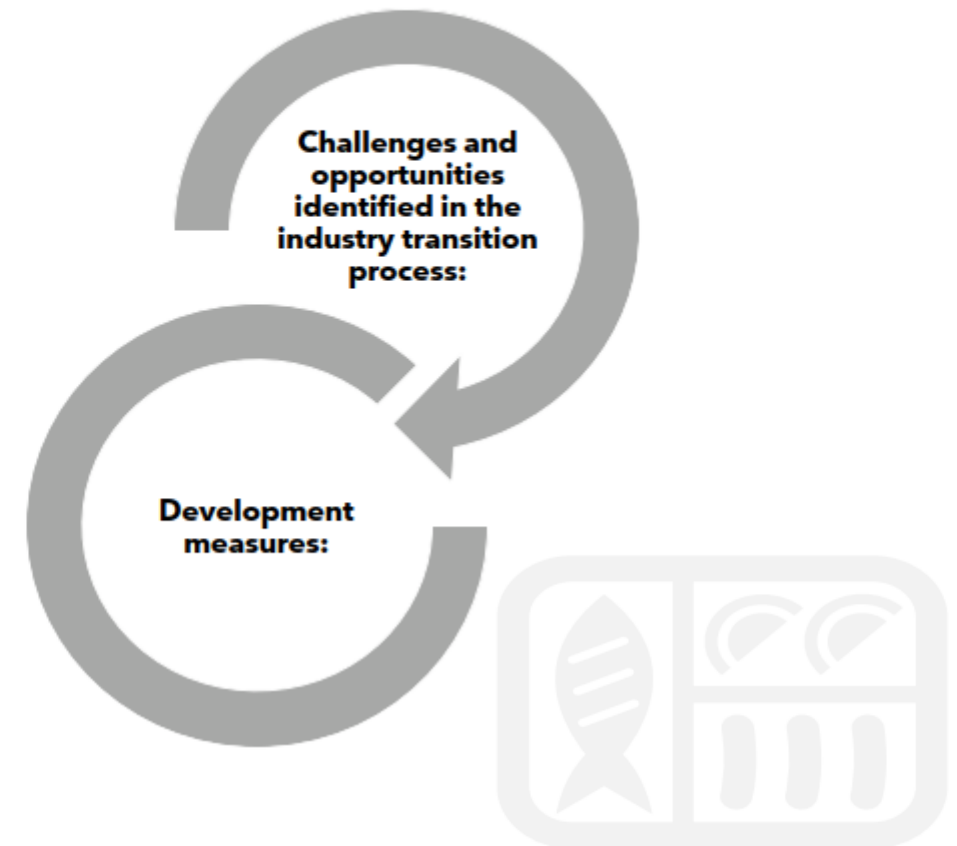 Challenges and
opportunities
identified in the
industry transition
process:
Development
measures: